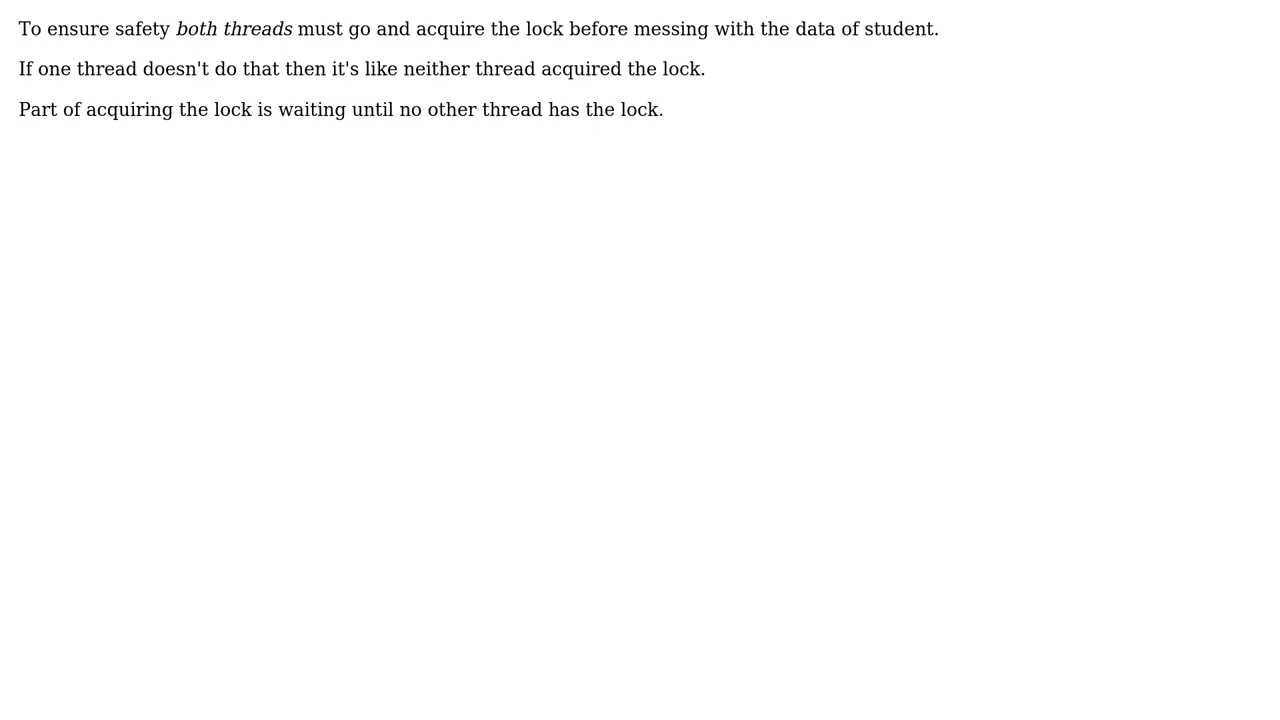 To ensure safety both threads must go and acquire the lock before messing with the data of student.
If one thread doesn't do that then it's like neither thread acquired the lock.
Part of acquiring the lock is waiting until no other thread has the lock.